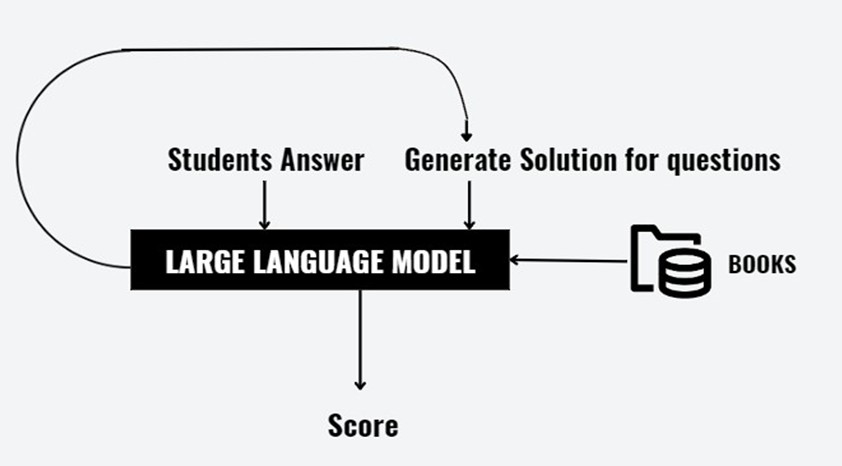 Students Answer
Generate Solution for questions
LARGE LANGUAGE MODEL
BOOKS
Score